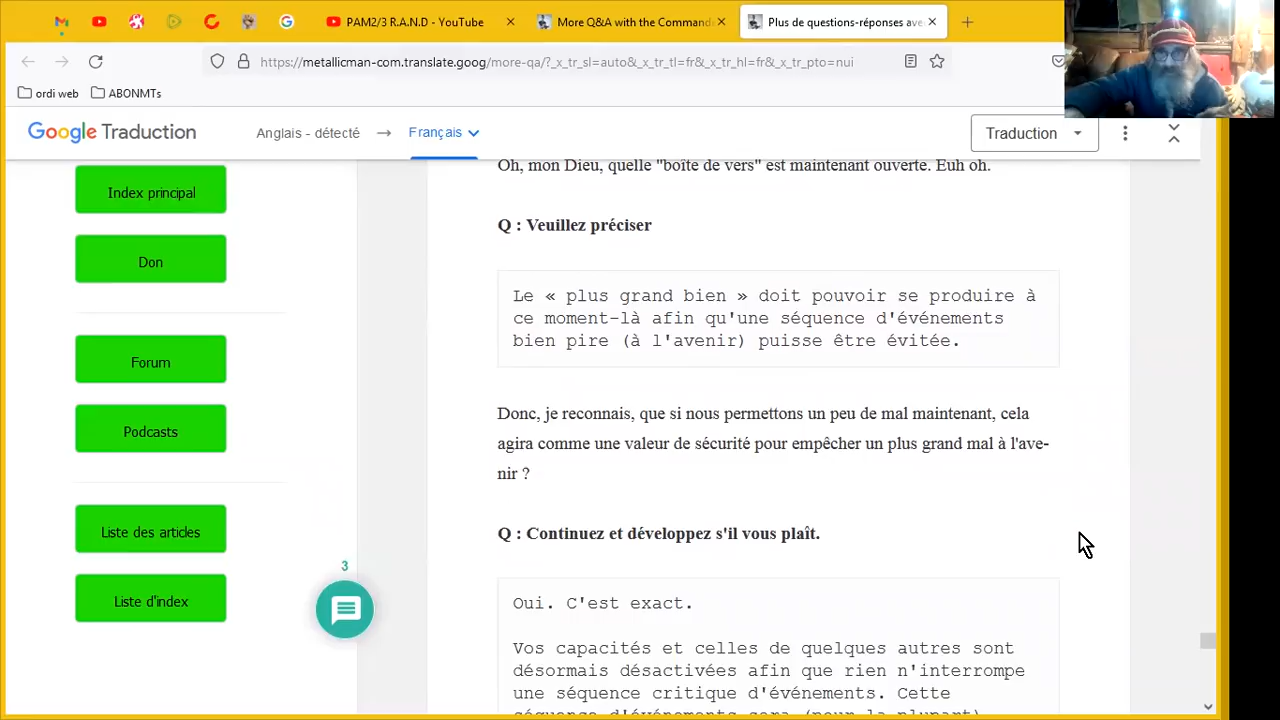 PAM2/3 R.A.N.D - YouTube
More Q&A with the Command
Plus de questions-réponses ave
https://metallicman-com.translate.goog/more-qa/?_x_tr_sl=auto&_x_tr_tl=fr&_x_tr_hl=fr&_x_tr_pto=nui
ordi web
ABONMTs
Google Traduction
Anglais - détecté
Français
Traduction
Index principal
Don
Forum
Podcasts
Liste des articles
Liste d'index
3
Oh, mon Dieu, quelle "boîte de vers" est maintenant ouverte. Euh oh.
Q : Veuillez préciser
Le « plus grand bien » doit pouvoir se produire à
ce moment-là afin qu'une séquence d'événements
bien pire (à l'avenir) puisse être évitée.
Donc, je reconnais, que si nous permettons un peu de mal maintenant, cela
agira comme une valeur de sécurité pour empêcher un plus grand mal à l'ave-
nir ?
Q : Continuez et développez s'il vous plaît.
Oui. C'est exact.
Vos capacités et celles de quelques autres sont
désormais désactivées afin que rien n'interrompe
une séquence critique d'événements. Cette
séquence d'événements sera (pour la plupart)